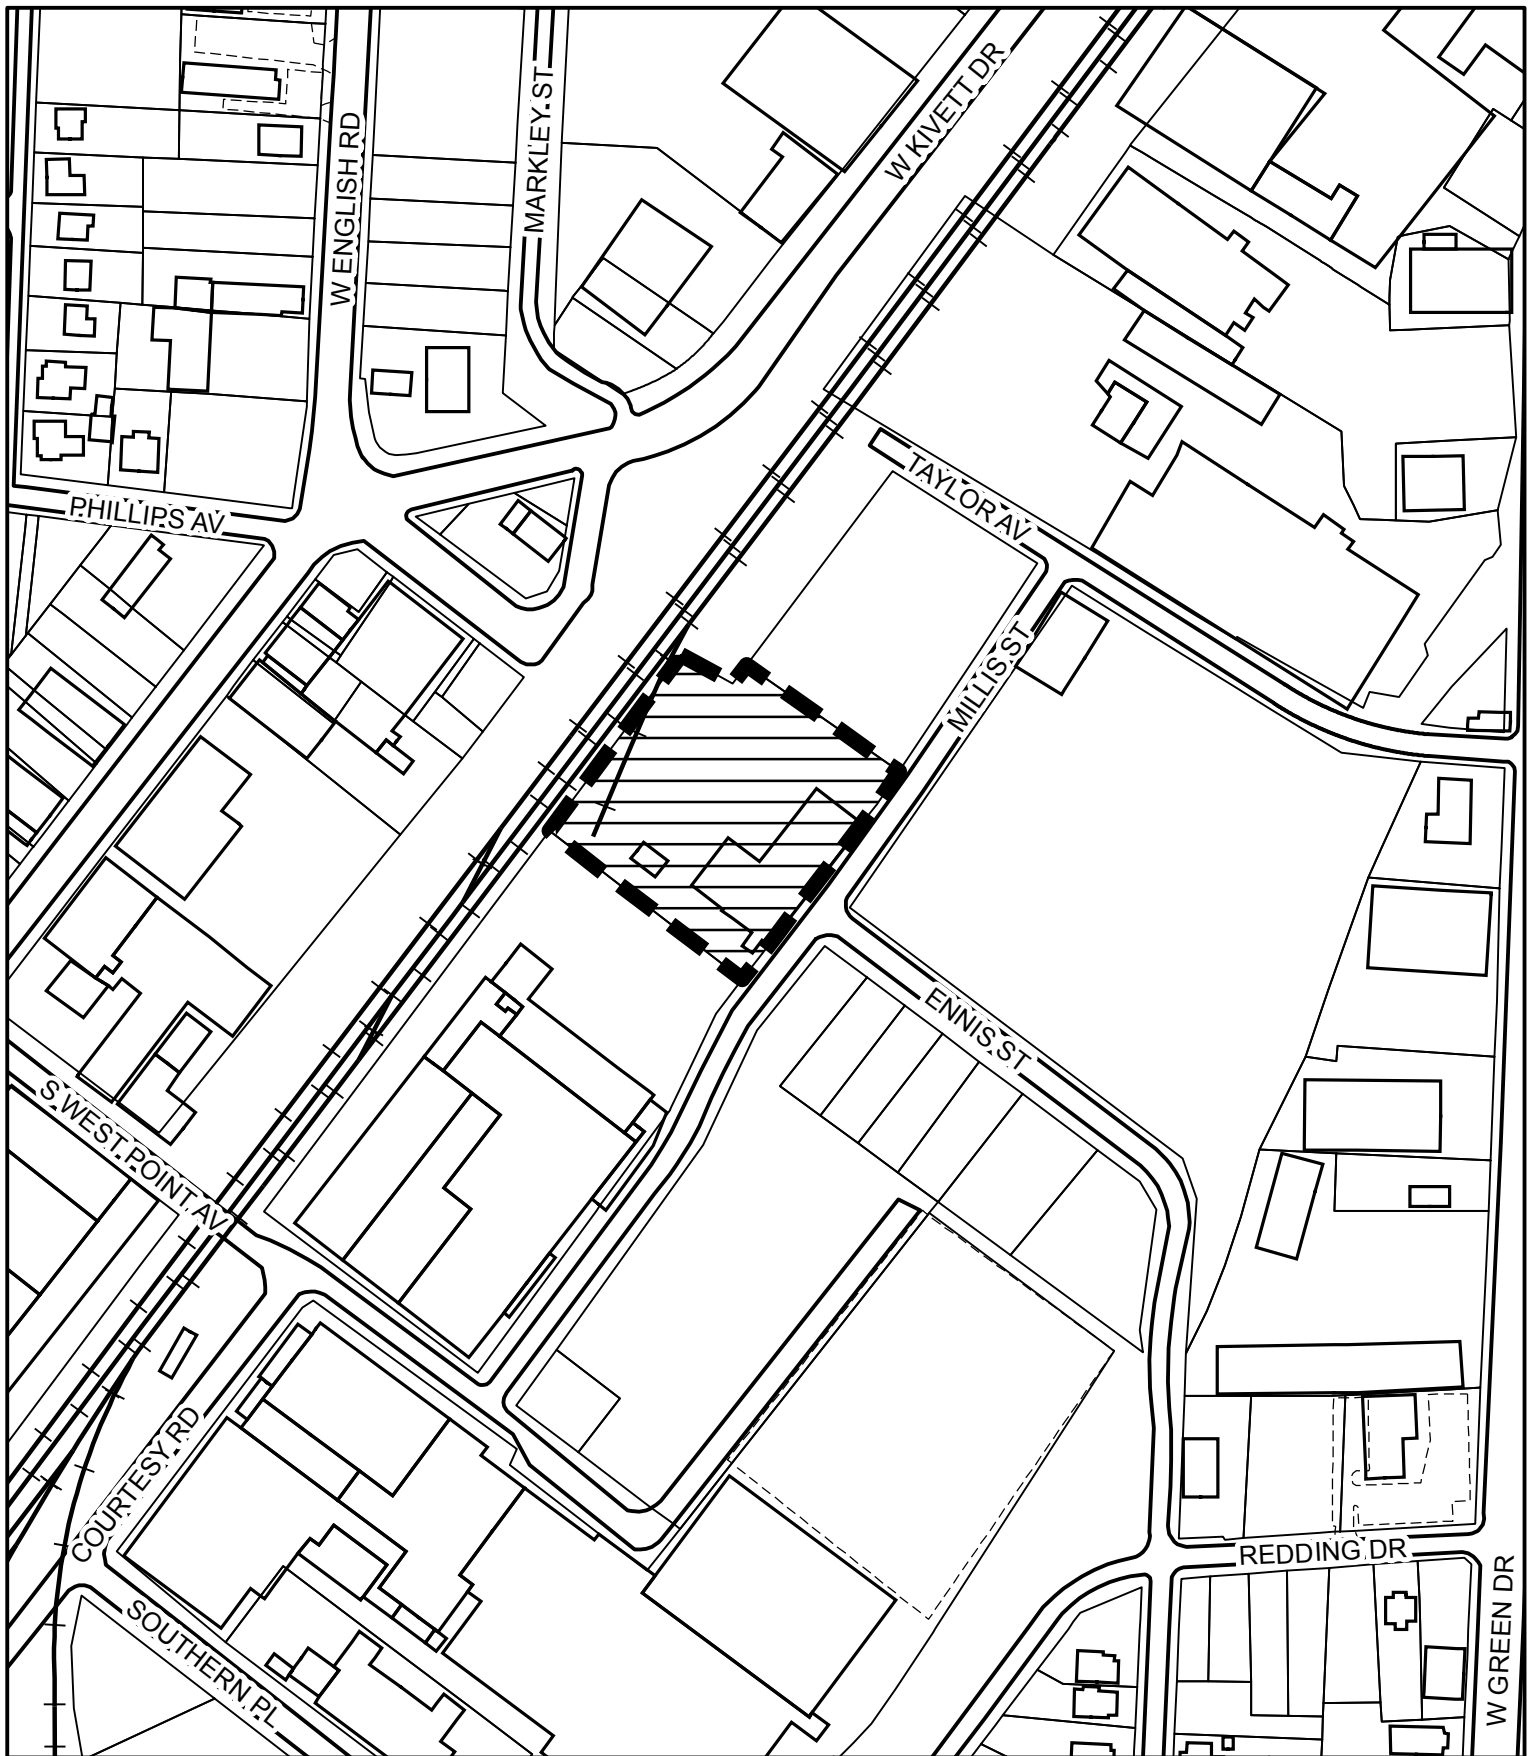 W KIVETT DR
MARKLEY ST
W ENGLISH RD
TAYLOR AV
PHILLIPS AV
MILLIS ST
ENNIS ST
S WEST POINT AV
COURTESY RD
REDDING DR
W GREEN DR
SOUTHERN PL